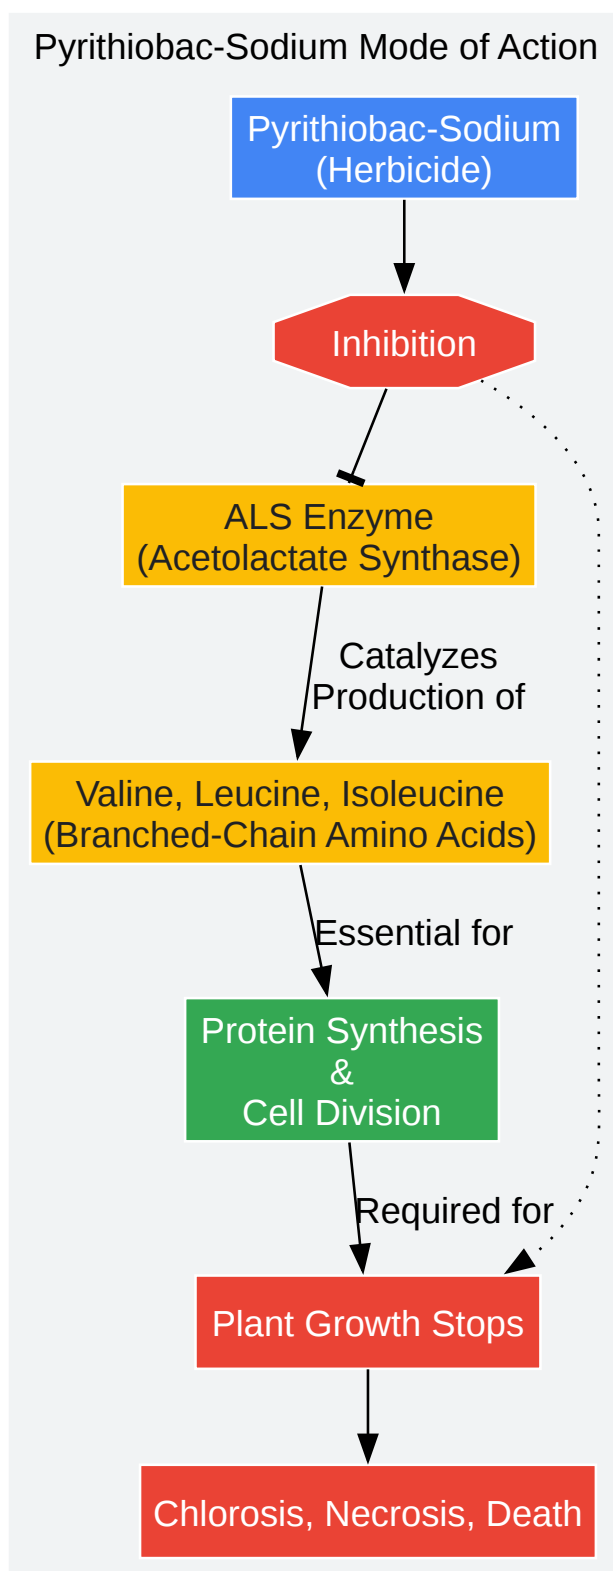 Pyrithiobac-Sodium Mode of Action
Pyrithiobac-Sodium
(Herbicide)
Inhibition
ALS Enzyme
(Acetolactate Synthase)
Catalyzes
Production of
Valine, Leucine, Isoleucine
(Branched-Chain Amino Acids)
Essential for
Protein Synthesis
&
Cell Division
Required for
Plant Growth Stops
Chlorosis, Necrosis, Death